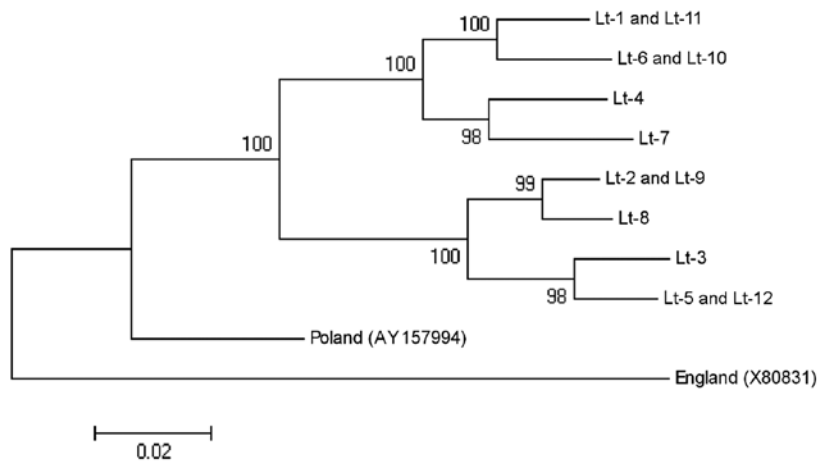 100
Lt-1 and Lt-11
100
Lt-6 and Lt-10
Lt-4
100
98
Lt-7
99
Lt-2 and Lt-9
Lt-8
100
Lt-3
98
Lt-5 and Lt-12
Poland (AY157994)
England (X80831)
0.02